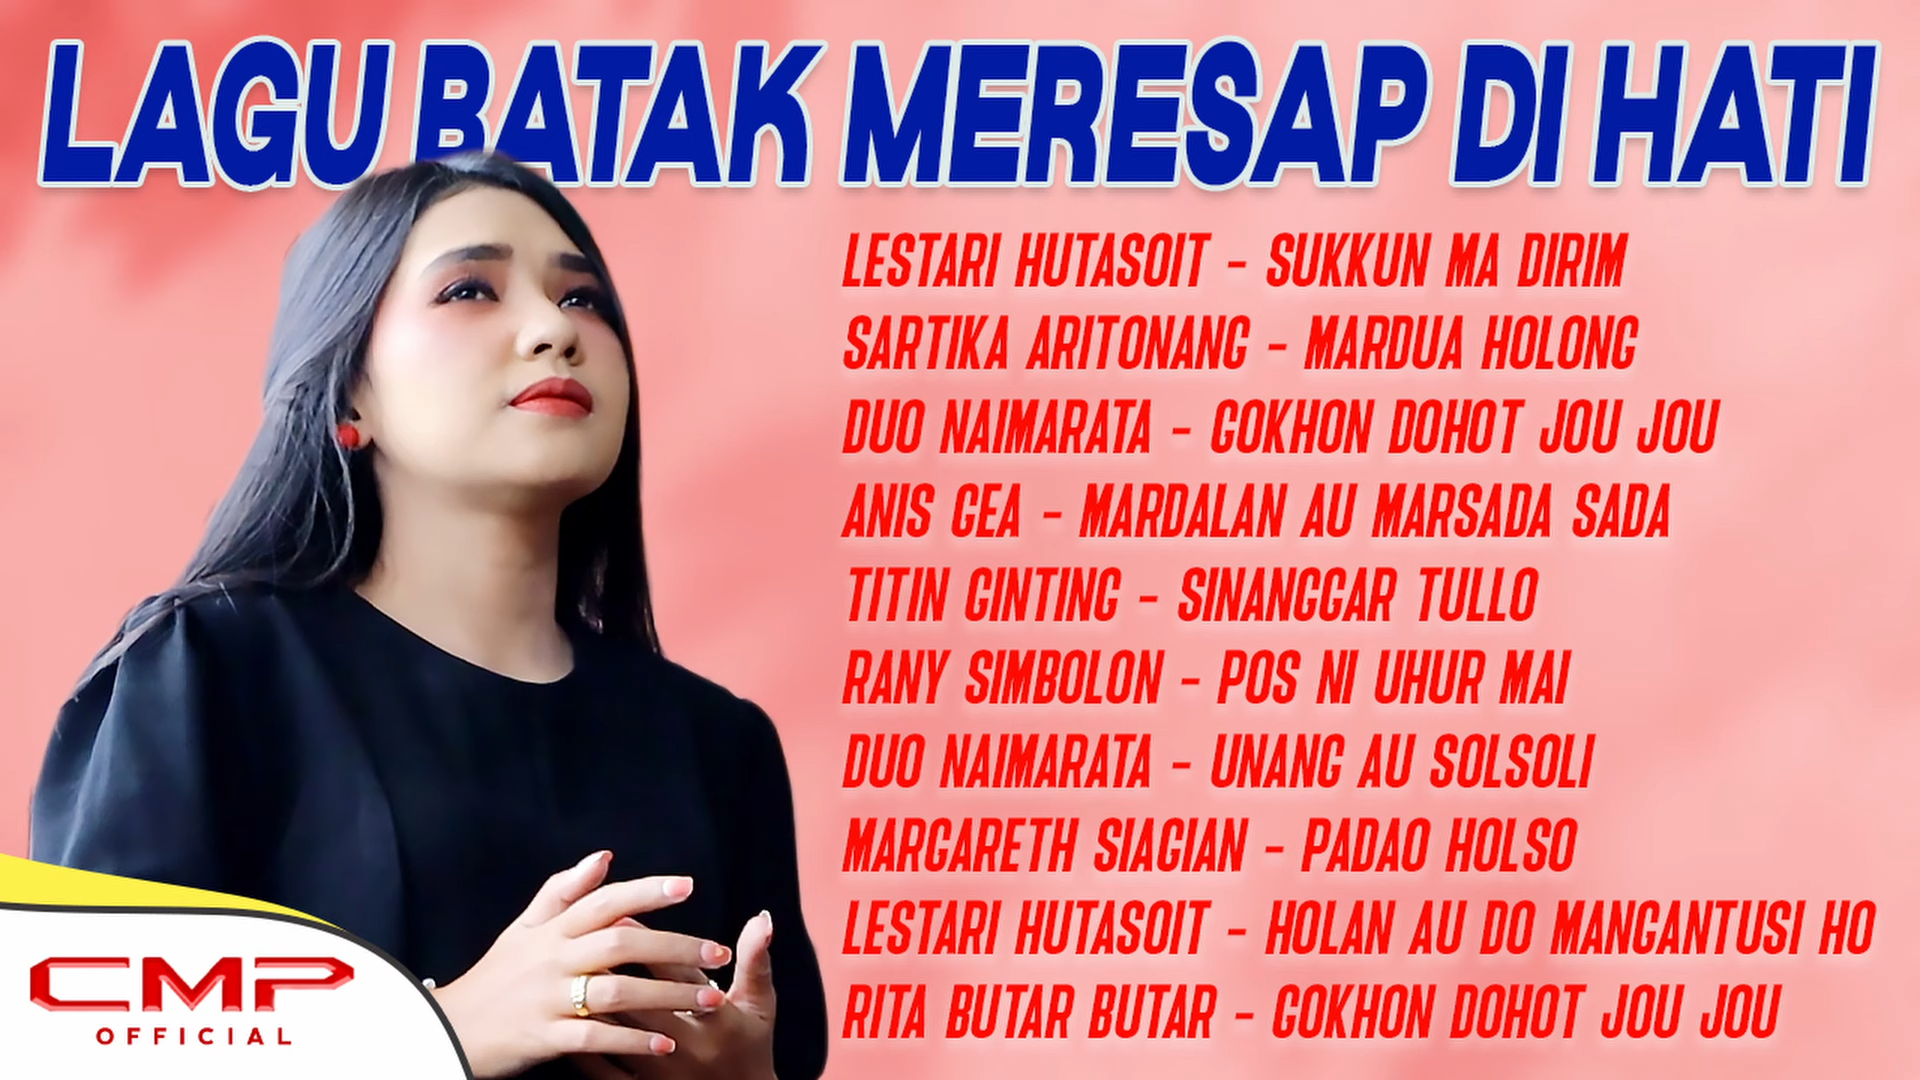 LAGU BATAK MERESAP DI HATI
LESTARI HUTASOIT - SUKKUN MA DIRIM
SARTIKA ARITONANG - MARDUA HOLONG
DUO NAIMARATA - GOKHON DOHOT JOU JOU
ANIS GEA - MARDALAN AU MARSADA SADA
TITIN GINTING - SINANGGAR TULLO
RANY SIMBOLON - POS NI UHUR MAI
DUO NAIMARATA - UNANG AU SOLSOLI
MARGARETH SIAGIAN - PADAO HOLSO
LESTARI HUTASOIT - HOLAN AU DO MANGANTUSI HO
RITA BUTAR BUTAR - GOKHON DOHOT JOU JOU
CMP
OFFICIAL